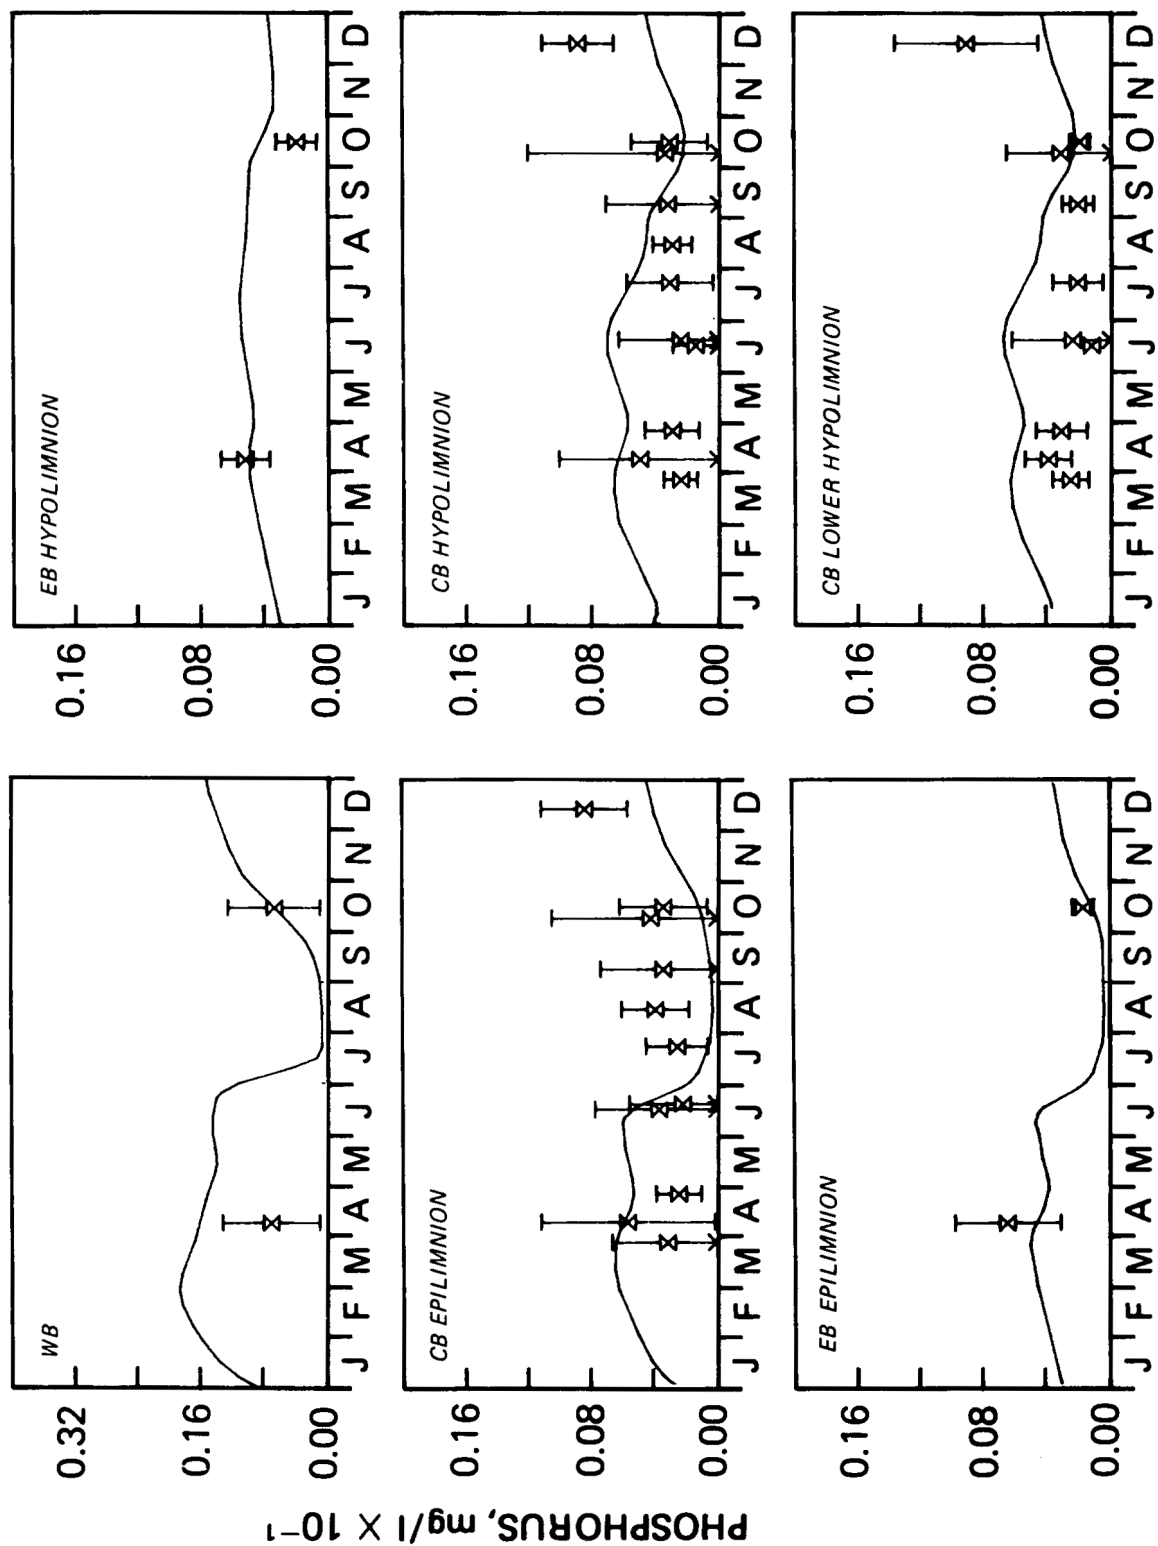 PHOSPHORUS, mg/l × 10⁻¹
WB
0.32
0.16
0.00
J F M A M J J A S O N D
EB HYPOLIMNION
0.16
0.08
0.00
J F M A M J J A S O N D
CB EPILIMNION
0.16
0.08
0.00
J F M A M J J A S O N D
CB HYPOLIMNION
0.16
0.08
0.00
J F M A M J J A S O N D
EB EPILIMNION
0.16
0.08
0.00
J F M A M J J A S O N D
CB LOWER HYPOLIMNION
0.16
0.08
0.00
J F M A M J J A S O N D